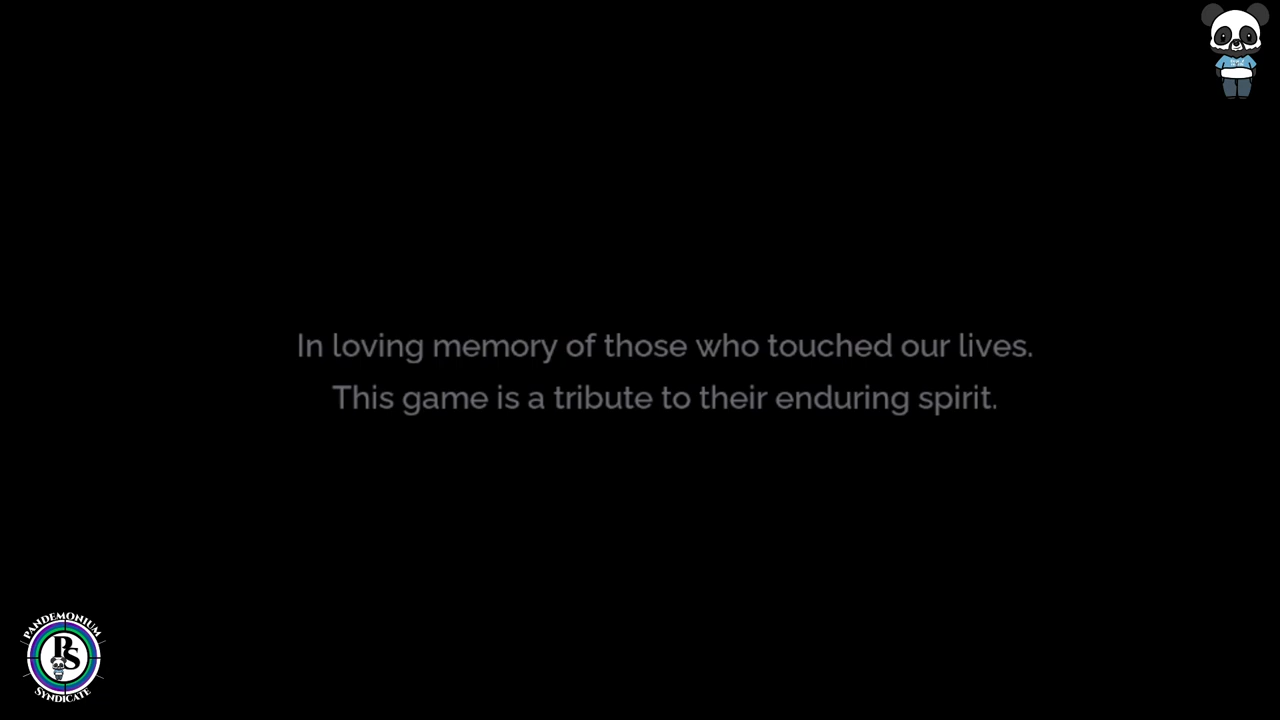 In loving memory of those who touched our lives.
This game is a tribute to their enduring spirit.
PANDEMONIUM
PS
SYNDICATE